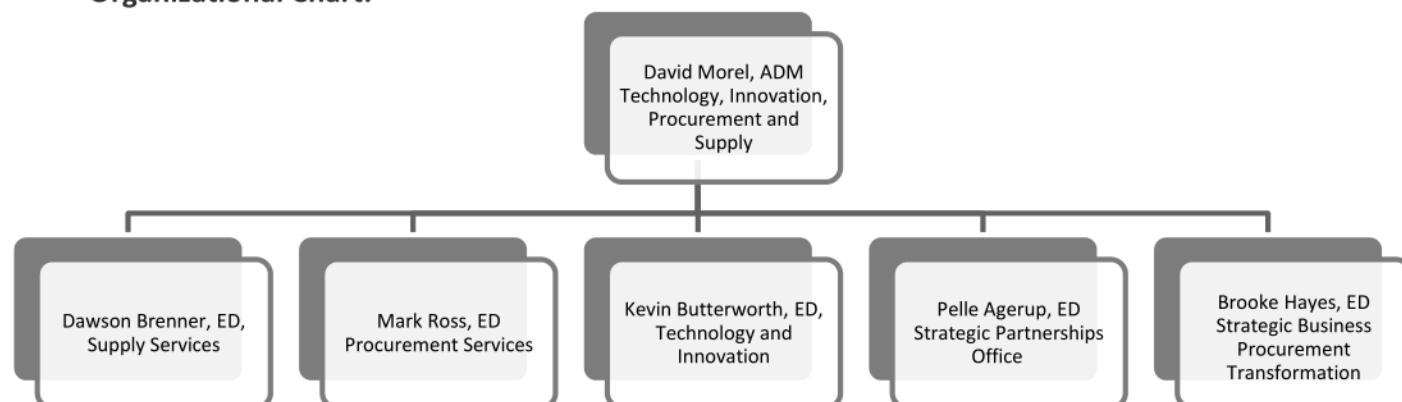 Organizational Chart:
David Morel, ADM
Technology, Innovation,
Procurement and
Supply
Dawson Brenner, ED,
Supply Services
Mark Ross, ED
Procurement Services
Kevin Butterworth, ED,
Technology and
Innovation
Pelle Agerup, ED
Strategic Partnerships
Office
Brooke Hayes, ED
Strategic Business
Procurement
Transformation